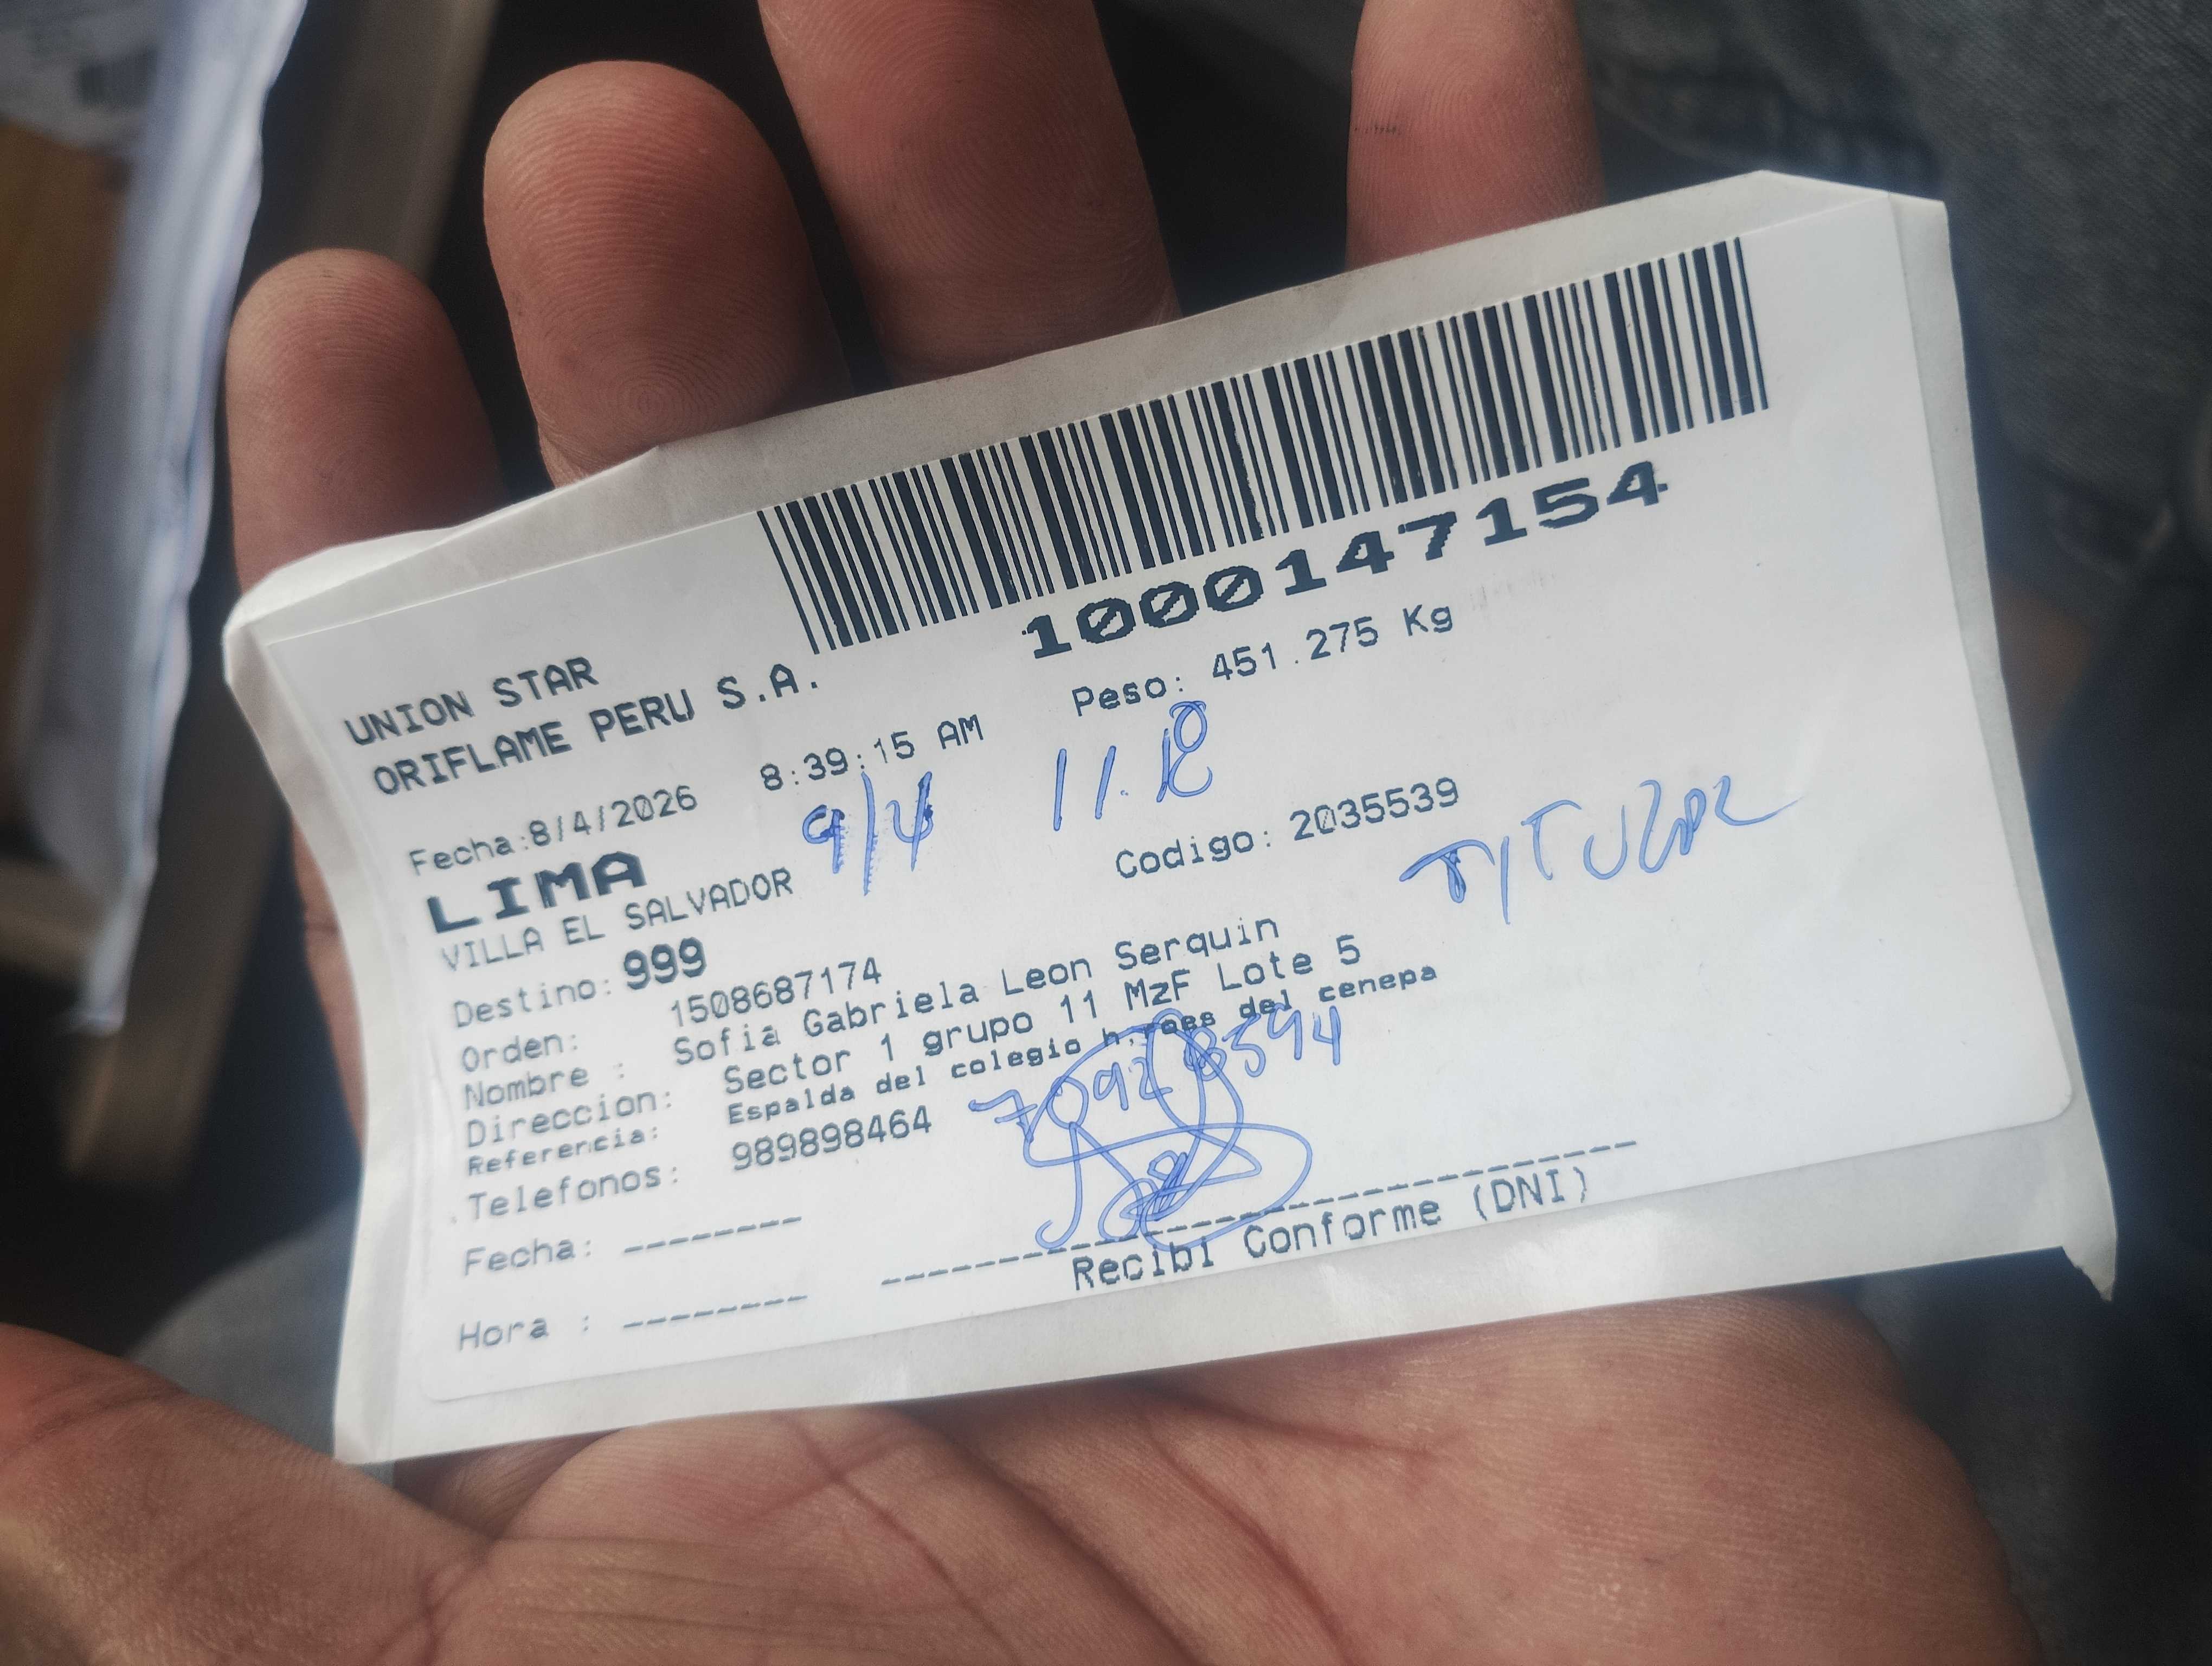 1000147154
UNION STAR
ORIFLAME PERU S.A.
Peso: 451.275 Kg
Fecha:8/4/2026 8:39:15 AM
9/4 11.18
LIMA
VILLA EL SALVADOR
Codigo: 2035539
TITULAR
Destino: 999
Orden: 1508687174
Nombre : Sofia Gabriela Leon Serquin
Direccion: Sector 1 grupo 11 MzF Lote 5
Referencia: Espalda del colegio h.roes del cenepa
Telefonos: 989898464
70928594
Fecha: --------
Hora : --------
Recibi Conforme (DNI)